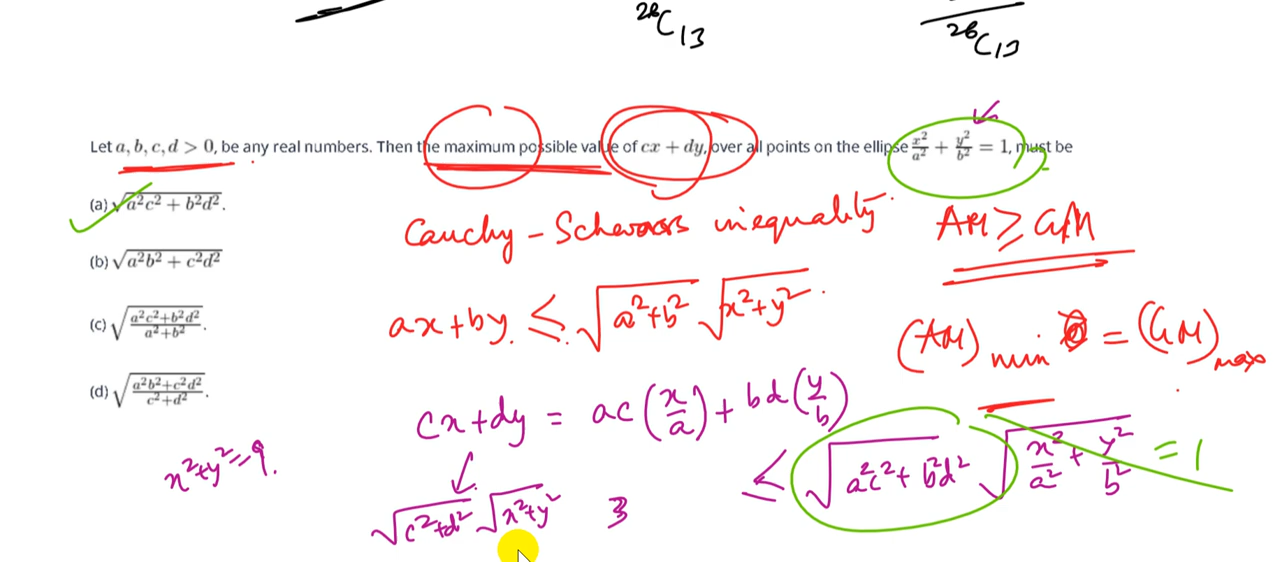 ²⁸C₁₃
²⁶C₁₃
Let a, b, c, d > 0, be any real numbers. Then the maximum possible value of cx + dy, over all points on the ellipse x²/a² + y²/b² = 1, must be
(a) √(a²c² + b²d²).
(b) √(a²b² + c²d²)
(c) √((a²c²+b²d²)/(a²+b²)).
(d) √((a²b²+c²d²)/(c²+d²)).
Cauchy - Schwarz inequality
AM ≥ GM
ax+by. ≤. √(a²+b²) √(x²+y²).
(AM) min = (GM) max
cx+dy = ac(x/a) + bd(y/b)
≤ √(a²c² + b²d²) √(x²/a² + y²/b²) = 1
x²+y²=9.
√(c²+d²) √(x²+y²) 3